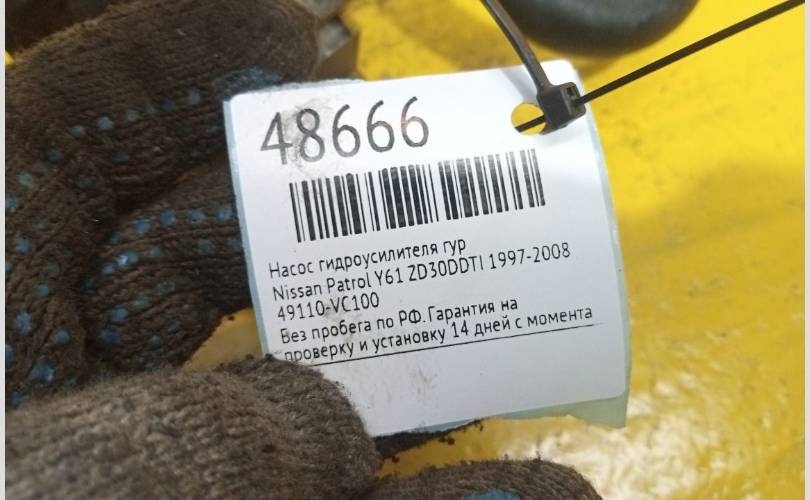 48666
Насос гидроусилителя гур
Nissan Patrol Y61 ZD30DDTI 1997-2008
49110-VC100
Без пробега по РФ.Гарантия на
проверку и установку 14 дней с момента